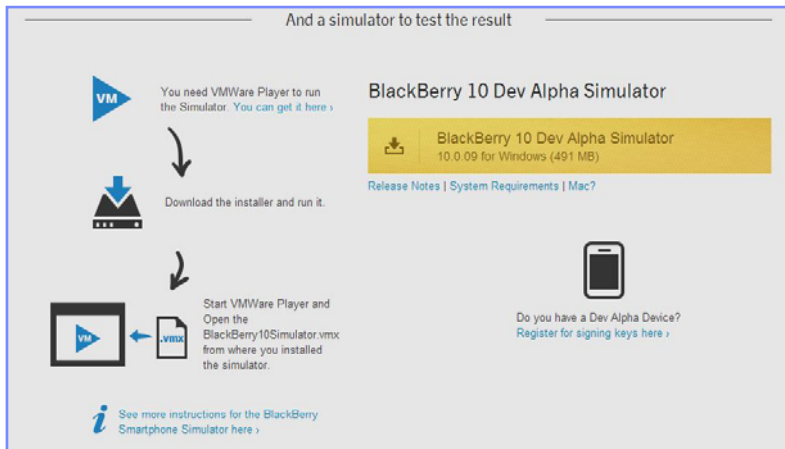 And a simulator to test the result
VM
You need VMWare Player to run
the Simulator. You can get it here ›
Download the installer and run it.
VM
.vmx
Start VMWare Player and
Open the
BlackBerry10Simulator.vmx
from where you installed
the simulator.
i
See more instructions for the BlackBerry
Smartphone Simulator here ›
BlackBerry 10 Dev Alpha Simulator
BlackBerry 10 Dev Alpha Simulator
10.0.09 for Windows (491 MB)
Release Notes | System Requirements | Mac?
Do you have a Dev Alpha Device?
Register for signing keys here ›